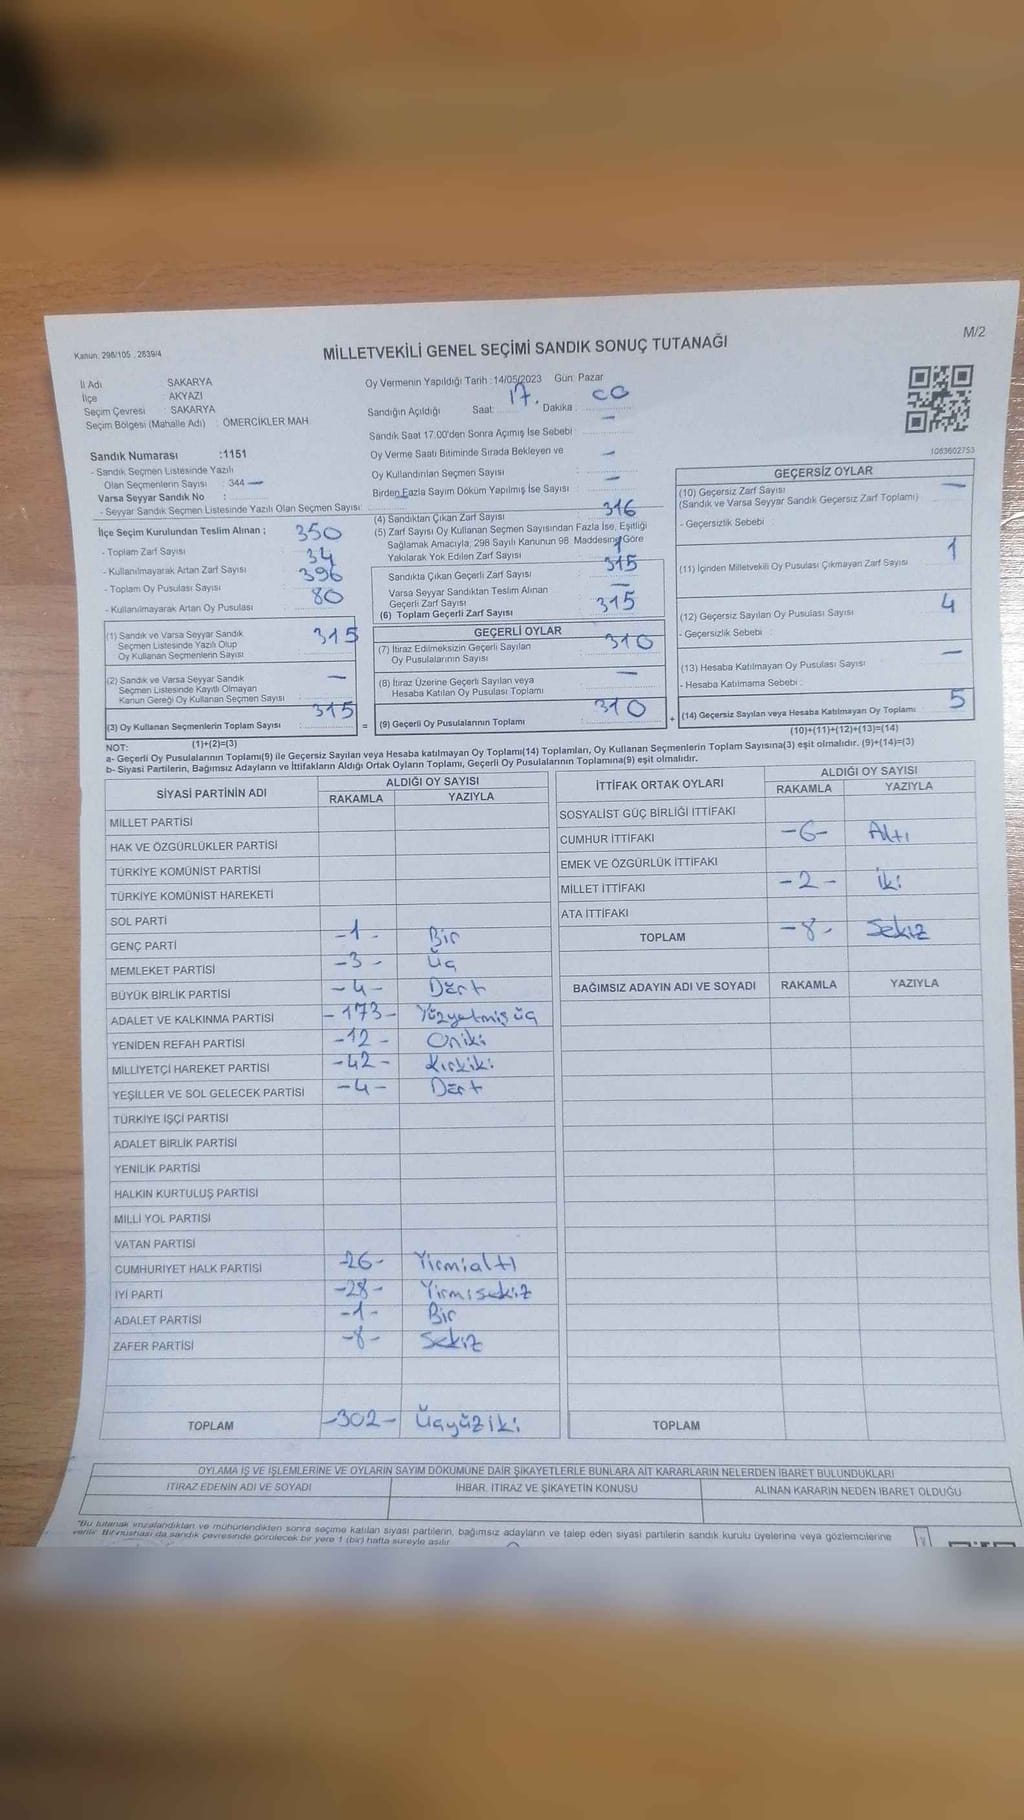 M/2
Kanun: 298/105 , 2839/4
MİLLETVEKİLİ GENEL SEÇİMİ SANDIK SONUÇ TUTANAĞI
İl Adı SAKARYA
İlçe AKYAZI
Seçim Çevresi : SAKARYA
Seçim Bölgesi (Mahalle Adı) : ÖMERCİKLER MAH
Oy Vermenin Yapıldığı Tarih :14/05/2023 Gün: Pazar
Sandığın Açıldığı Saat: 17. Dakika :
Sandık Saat 17:00'den Sonra Açımış İse Sebebi : —
Oy Verme Saati Bitiminde Sırada Bekleyen ve
Oy Kullandırılan Seçmen Sayısı : —
Birden Fazla Sayım Döküm Yapılmış İse Sayısı : —
1063602753
Sandık Numarası :1151
- Sandık Seçmen Listesinde Yazılı
Olan Seçmenlerin Sayısı : 344 —
Varsa Seyyar Sandık No :
- Seyyar Sandık Seçmen Listesinde Yazılı Olan Seçmen Sayısı:
İlçe Seçim Kurulundan Teslim Alınan ;
- Toplam Zarf Sayısı 350
- Kullanılmayarak Artan Zarf Sayısı : 34
- Toplam Oy Pusulası Sayısı : 396
- Kullanılmayarak Artan Oy Pusulası : 80
(1) Sandık ve Varsa Seyyar Sandık
Seçmen Listesinde Yazılı Olup
Oy Kullanan Seçmenlerin Sayısı : 315
(2) Sandık ve Varsa Seyyar Sandık
Seçmen Listesinde Kayıtlı Olmayan
Kanun Gereği Oy Kullanan Seçmen Sayısı : —
(3) Oy Kullanan Seçmenlerin Toplam Sayısı : 315
(1)+(2)=(3)
(4) Sandıktan Çıkan Zarf Sayısı : 316
(5) Zarf Sayısı Oy Kullanan Seçmen Sayısından Fazla İse, Eşitliği
Sağlamak Amacıyla, 298 Sayılı Kanunun 98. Maddesine Göre
Yakılarak Yok Edilen Zarf Sayısı : 1
Sandıkta Çıkan Geçerli Zarf Sayısı : 315
Varsa Seyyar Sandıktan Teslim Alınan
Geçerli Zarf Sayısı : —
(6) Toplam Geçerli Zarf Sayısı : 315
GEÇERLİ OYLAR
(7) İtiraz Edilmeksizin Geçerli Sayılan
Oy Pusulalarının Sayısı : 310
(8) İtiraz Üzerine Geçerli Sayılan veya
Hesaba Katılan Oy Pusulası Toplamı : —
= (9) Geçerli Oy Pusulalarının Toplamı : 310
GEÇERSİZ OYLAR
(10) Geçersiz Zarf Sayısı : —
(Sandık ve Varsa Seyyar Sandık Geçersiz Zarf Toplamı)
- Geçersizlik Sebebi :
(11) İçinden Milletvekili Oy Pusulası Çıkmayan Zarf Sayısı : 1
(12) Geçersiz Sayılan Oy Pusulası Sayısı : 4
- Geçersizlik Sebebi :
(13) Hesaba Katılmayan Oy Pusulası Sayısı : —
- Hesaba Katılmama Sebebi :
+ (14) Geçersiz Sayılan veya Hesaba Katılmayan Oy Toplamı : 5
(10)+(11)+(12)+(13)=(14)
NOT:
a- Geçerli Oy Pusulalarının Toplamı(9) ile Geçersiz Sayılan veya Hesaba katılmayan Oy Toplamı(14) Toplamları, Oy Kullanan Seçmenlerin Toplam Sayısına(3) eşit olmalıdır. (9)+(14)=(3)
b- Siyasi Partilerin, Bağımsız Adayların ve İttifakların Aldığı Ortak Oyların Toplamı, Geçerli Oy Pusulalarının Toplamına(9) eşit olmalıdır.
SİYASİ PARTİNİN ADI ALDIĞI OY SAYISI
RAKAMLA YAZIYLA
MİLLET PARTİSİ
HAK VE ÖZGÜRLÜKLER PARTİSİ
TÜRKİYE KOMÜNİST PARTİSİ
TÜRKİYE KOMÜNİST HAREKETİ
SOL PARTİ
GENÇ PARTİ -1- Bir
MEMLEKET PARTİSİ -3- Üç
BÜYÜK BİRLİK PARTİSİ -4- Dört
ADALET VE KALKINMA PARTİSİ -173- Yüzyetmişüç
YENİDEN REFAH PARTİSİ -12- Oniki
MİLLİYETÇİ HAREKET PARTİSİ -42- Kırkiki
YEŞİLLER VE SOL GELECEK PARTİSİ -4- Dört
TÜRKİYE İŞÇİ PARTİSİ
ADALET BİRLİK PARTİSİ
YENİLİK PARTİSİ
HALKIN KURTULUŞ PARTİSİ
MİLLİ YOL PARTİSİ
VATAN PARTİSİ
CUMHURİYET HALK PARTİSİ -26- Yirmialtı
İYİ PARTİ -28- Yirmisekiz
ADALET PARTİSİ -1- Bir
ZAFER PARTİSİ -8- Sekiz
TOPLAM -302- Üçyüziki
İTTİFAK ORTAK OYLARI ALDIĞI OY SAYISI
RAKAMLA YAZIYLA
SOSYALİST GÜÇ BİRLİĞİ İTTİFAKI
CUMHUR İTTİFAKI -6- Altı
EMEK VE ÖZGÜRLÜK İTTİFAKI
MİLLET İTTİFAKI -2- İki
ATA İTTİFAKI
TOPLAM -8- Sekiz
BAĞIMSIZ ADAYIN ADI VE SOYADI RAKAMLA YAZIYLA
TOPLAM
OYLAMA İŞ VE İŞLEMLERİNE VE OYLARIN SAYIM DÖKÜMÜNE DAİR ŞİKAYETLERLE BUNLARA AİT KARARLARIN NELERDEN İBARET BULUNDUKLARI
İTİRAZ EDENİN ADI VE SOYADI İHBAR, İTİRAZ VE ŞİKAYETİN KONUSU ALINAN KARARIN NEDEN İBARET OLDUĞU
"Bu tutanak imzalandıktan ve mühürlendikten sonra seçime katılan siyasi partilerin, bağımsız adayların ve talep eden siyasi partilerin sandık kurulu üyelerine veya gözlemcilerine
verilir. Bir nüshası da sandık çevresinde görülecek bir yere 1 (bir) hafta süreyle asılır.